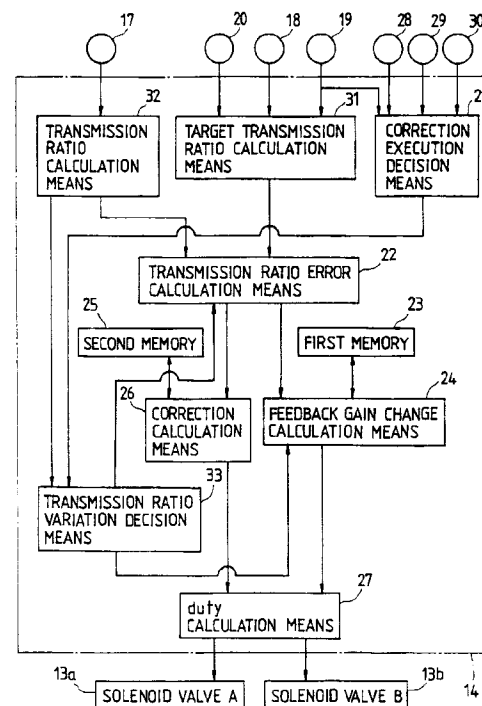 17
20
18
19
28
29
30
32
31
TRANSMISSION
RATIO
CALCULATION
MEANS
TARGET TRANSMISSION
RATIO CALCULATION
MEANS
CORRECTION
EXECUTION
DECISION
MEANS
22
TRANSMISSION RATIO ERROR
CALCULATION MEANS
25
SECOND MEMORY
23
FIRST MEMORY
26
CORRECTION
CALCULATION
MEANS
24
FEEDBACK GAIN CHANGE
CALCULATION MEANS
33
TRANSMISSION RATIO
VARIATION DECISION
MEANS
27
duty
CALCULATION MEANS
13a
SOLENOID VALVE A
13b
SOLENOID VALVE B
14